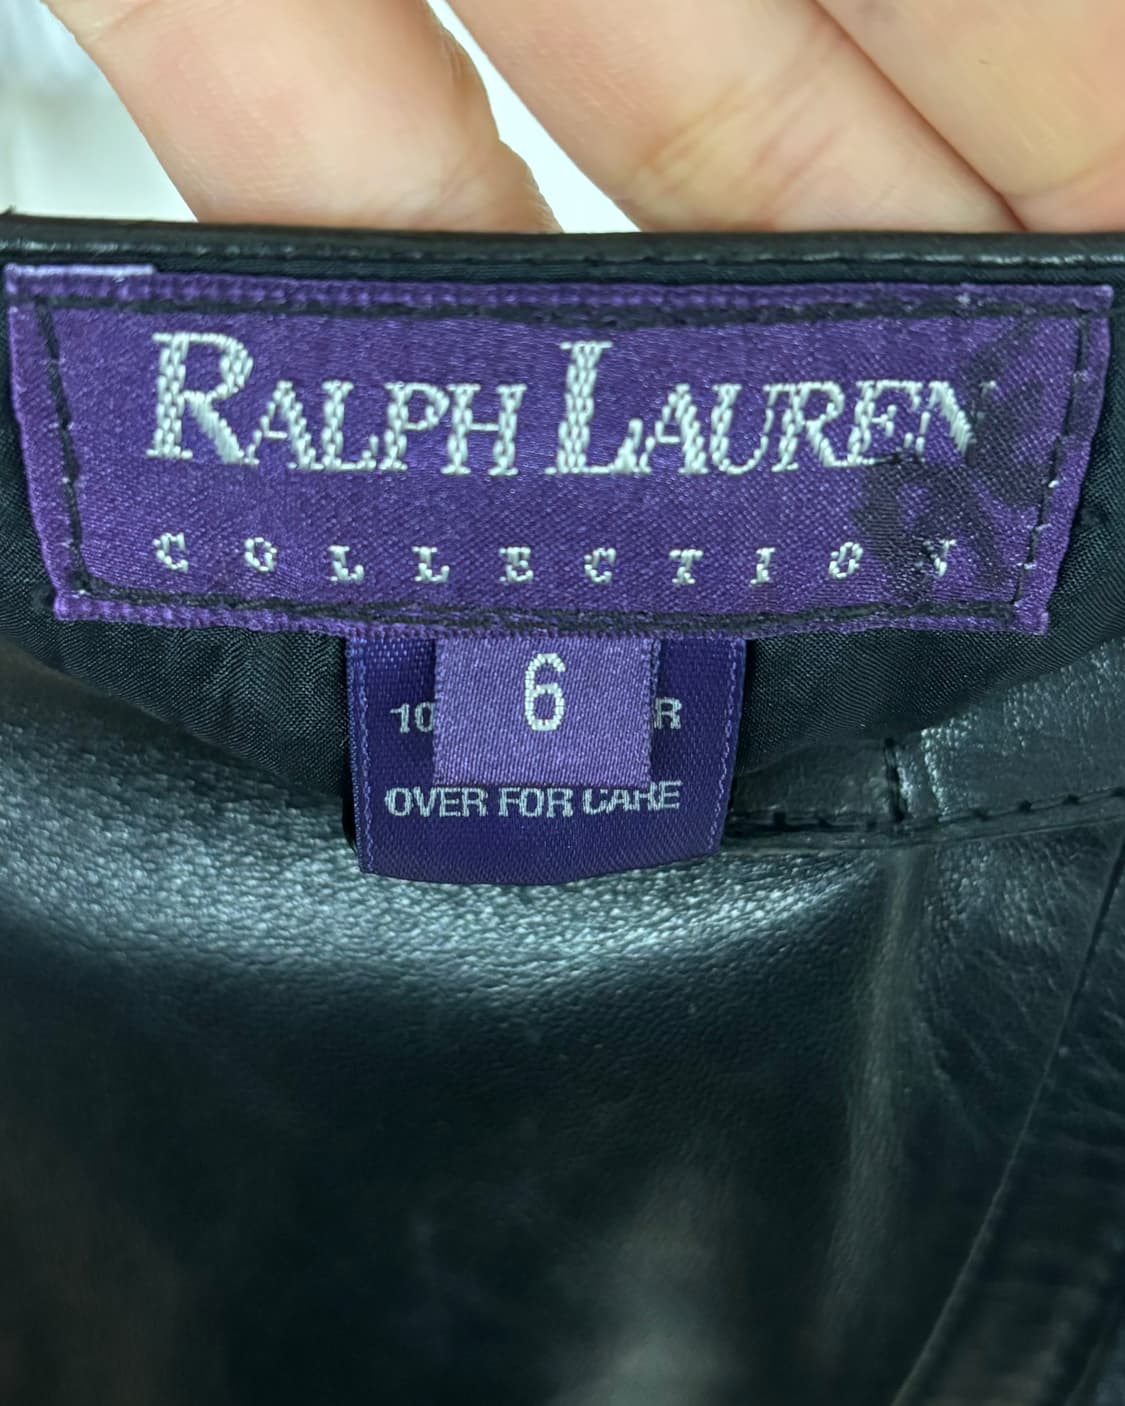 RALPH LAUREN
COLLECTION
6
OVER FOR CARE